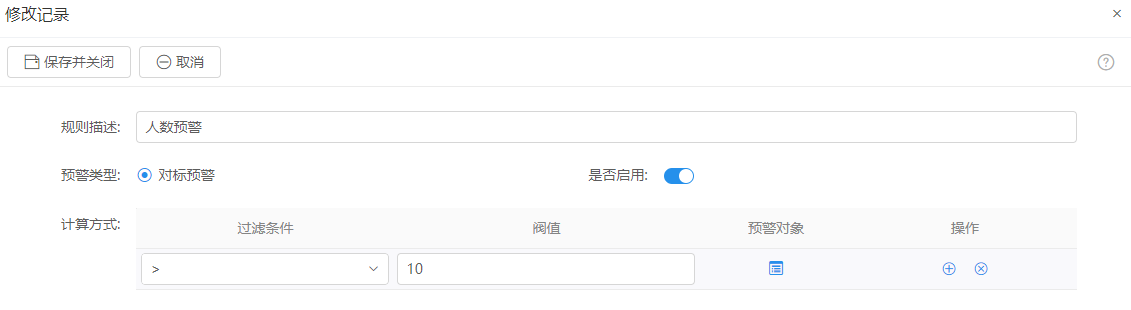 修改记录
保存并关闭 取消
规则描述: 人数预警
预警类型: 对标预警 是否启用:
计算方式: 过滤条件 阀值 预警对象 操作
> 10